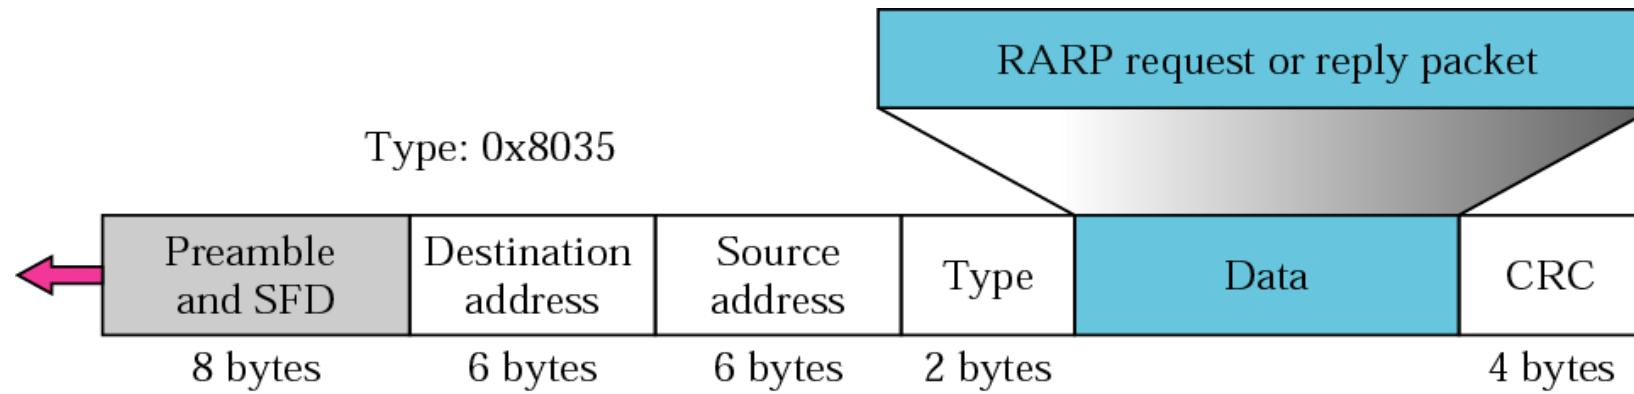 RARP request or reply packet
Type: 0x8035
Preamble
and SFD
Destination
address
Source
address
Type
Data
CRC
8 bytes
6 bytes
6 bytes
2 bytes
4 bytes